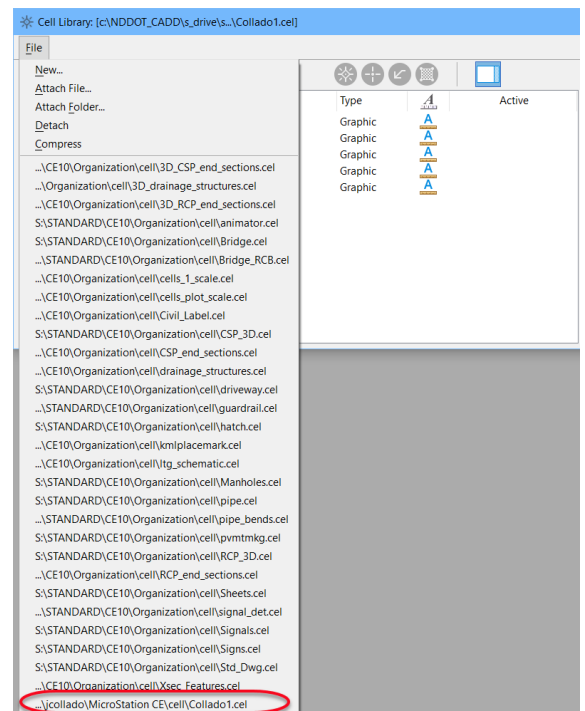 Cell Library: [c:\NDDOT_CADD\s_drive\s...\Collado1.cel]
File
New...
Attach File...
Attach Folder...
Detach
Compress
Type A Active
Graphic A
Graphic A
Graphic A
Graphic A
Graphic A
...\CE10\Organization\cell\3D_CSP_end_sections.cel
...\Organization\cell\3D_drainage_structures.cel
...\CE10\Organization\cell\3D_RCP_end_sections.cel
S:\STANDARD\CE10\Organization\cell\animator.cel
S:\STANDARD\CE10\Organization\cell\Bridge.cel
...\STANDARD\CE10\Organization\cell\Bridge_RCB.cel
...\CE10\Organization\cell\cells_1_scale.cel
...\CE10\Organization\cell\cells_plot_scale.cel
...\CE10\Organization\cell\Civil_Label.cel
S:\STANDARD\CE10\Organization\cell\CSP_3D.cel
...\CE10\Organization\cell\CSP_end_sections.cel
...\CE10\Organization\cell\drainage_structures.cel
S:\STANDARD\CE10\Organization\cell\driveway.cel
...\STANDARD\CE10\Organization\cell\guardrail.cel
S:\STANDARD\CE10\Organization\cell\hatch.cel
...\CE10\Organization\cell\kmlplacemark.cel
...\CE10\Organization\cell\ltg_schematic.cel
S:\STANDARD\CE10\Organization\cell\Manholes.cel
S:\STANDARD\CE10\Organization\cell\pipe.cel
...\STANDARD\CE10\Organization\cell\pipe_bends.cel
S:\STANDARD\CE10\Organization\cell\pvmtmkg.cel
S:\STANDARD\CE10\Organization\cell\RCP_3D.cel
...\CE10\Organization\cell\RCP_end_sections.cel
S:\STANDARD\CE10\Organization\cell\Sheets.cel
...\STANDARD\CE10\Organization\cell\signal_det.cel
S:\STANDARD\CE10\Organization\cell\Signals.cel
S:\STANDARD\CE10\Organization\cell\Signs.cel
S:\STANDARD\CE10\Organization\cell\Std_Dwg.cel
...\CE10\Organization\cell\Xsec_Features.cel
...\jcollado\MicroStation CE\cell\Collado1.cel